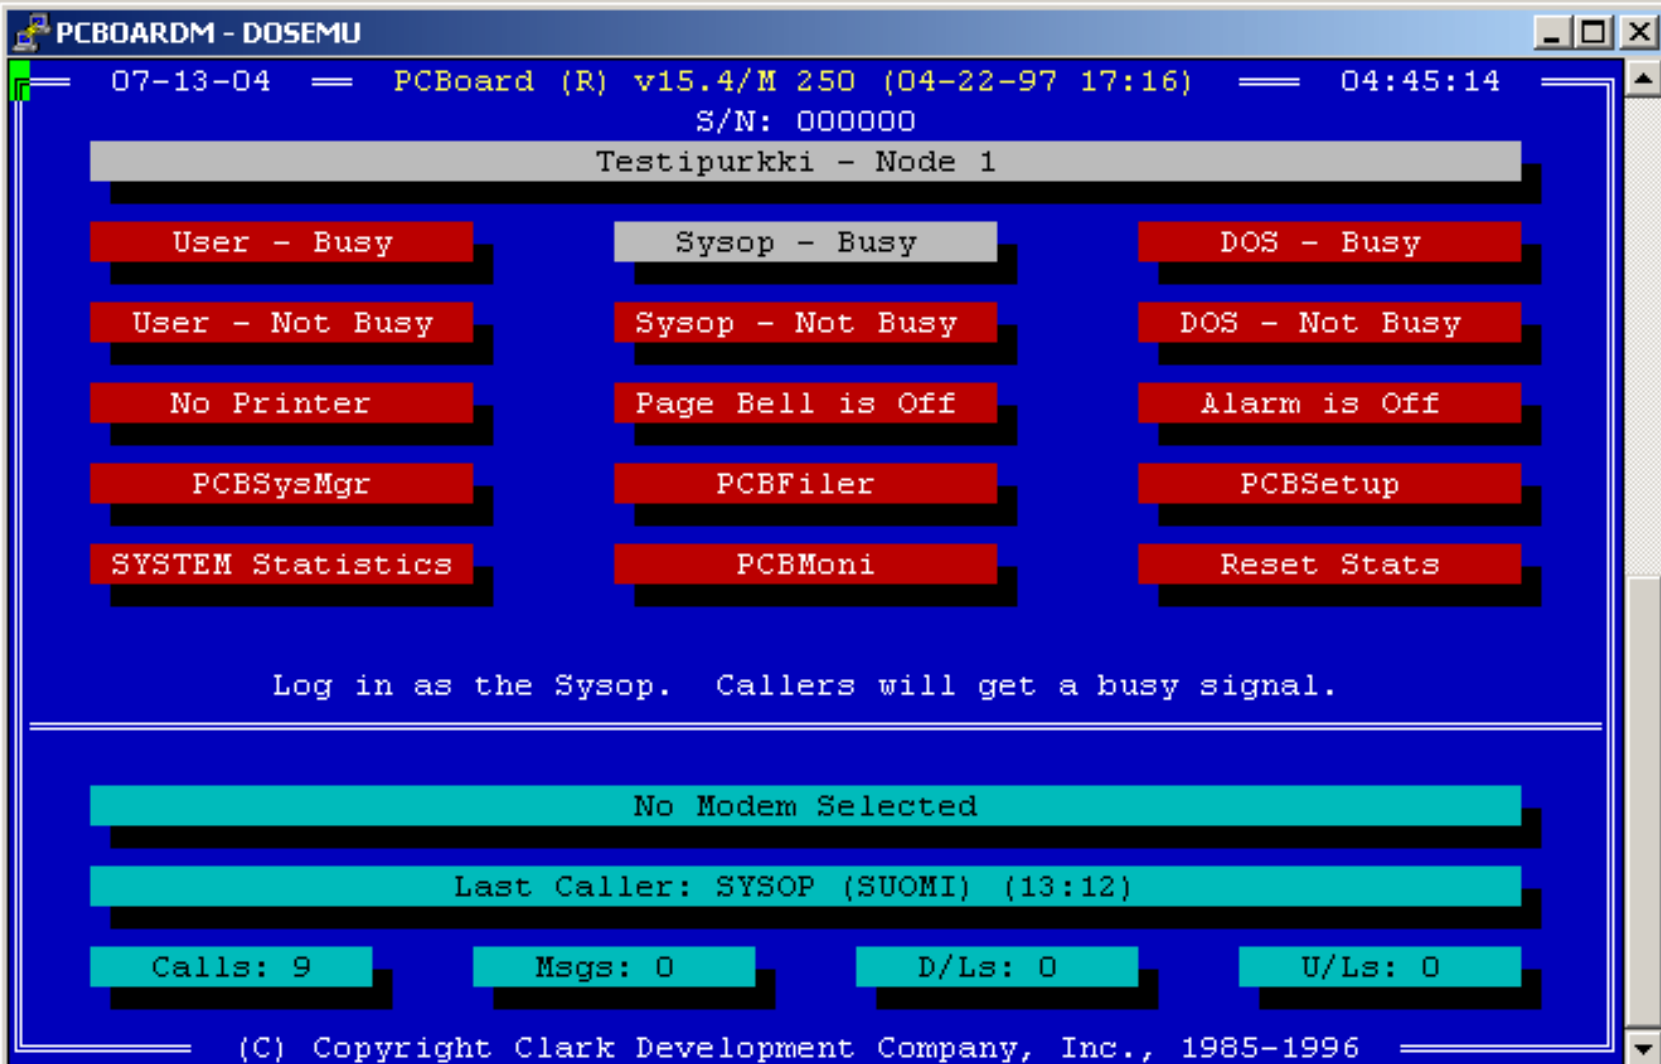 PCBOARDM - DOSEMU
07-13-04 PCBoard (R) v15.4/M 250 (04-22-97 17:16) 04:45:14
S/N: 000000
Testipurkki - Node 1
User - Busy Sysop - Busy DOS - Busy
User - Not Busy Sysop - Not Busy DOS - Not Busy
No Printer Page Bell is Off Alarm is Off
PCBSysMgr PCBFiler PCBSetup
SYSTEM Statistics PCBMoni Reset Stats
Log in as the Sysop. Callers will get a busy signal.
No Modem Selected
Last Caller: SYSOP (SUOMI) (13:12)
Calls: 9 Msgs: 0 D/Ls: 0 U/Ls: 0
(C) Copyright Clark Development Company, Inc., 1985-1996